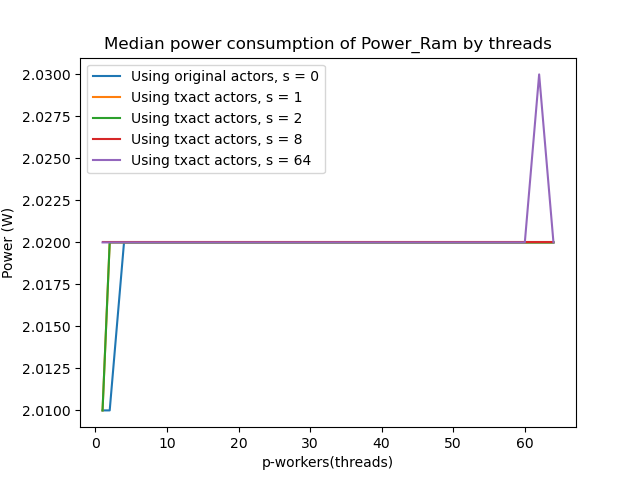 Median power consumption of Power_Ram by threads
2.0300
2.0275
2.0250
2.0225
2.0200
2.0175
2.0150
2.0125
2.0100
Power (W)
Using original actors, s = 0
Using txact actors, s = 1
Using txact actors, s = 2
Using txact actors, s = 8
Using txact actors, s = 64
0 10 20 30 40 50 60
p-workers(threads)